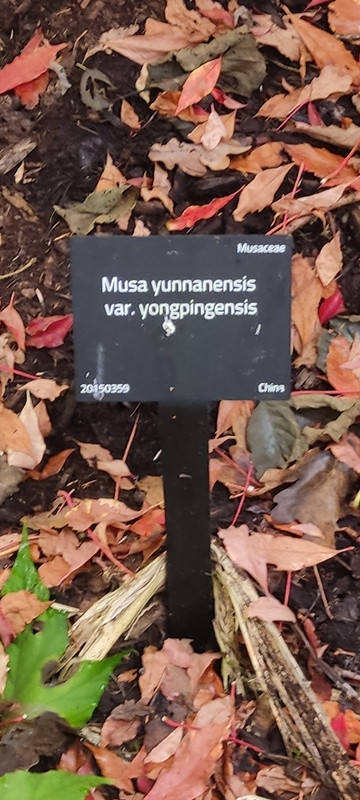 Musaceae
Musa yunnanensis
var. yongpingensis
20150359 China